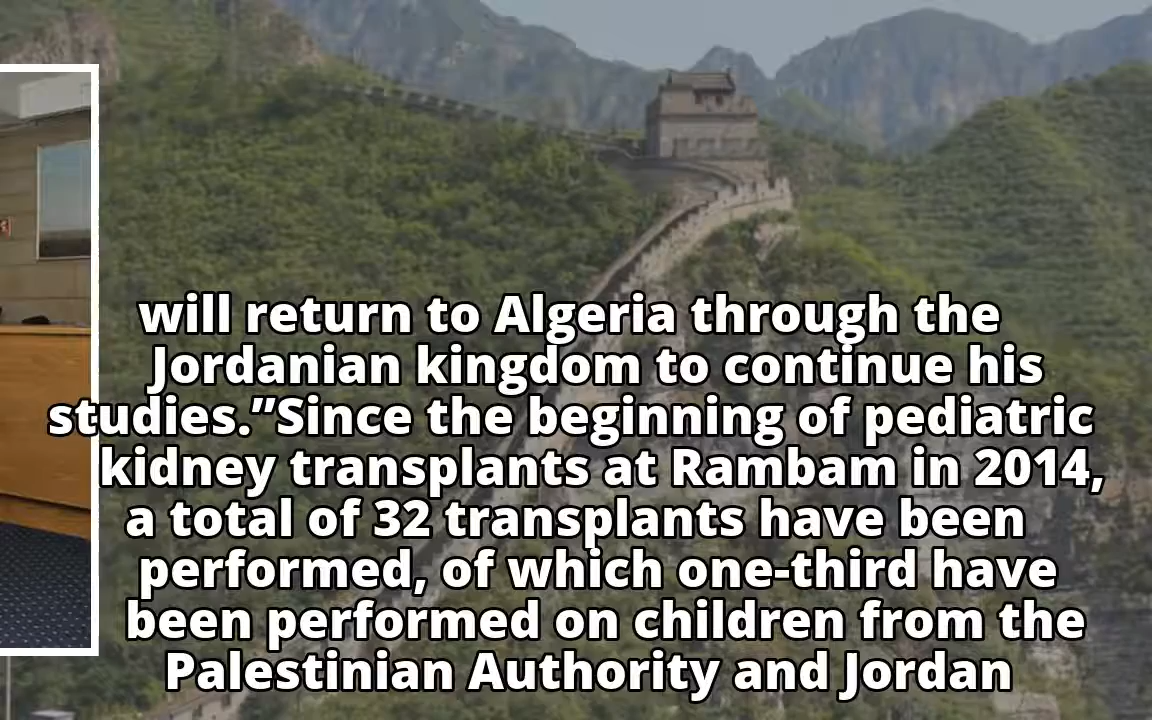 will return to Algeria through the
Jordanian kingdom to continue his
studies.”Since the beginning of pediatric
kidney transplants at Rambam in 2014,
a total of 32 transplants have been
performed, of which one-third have
been performed on children from the
Palestinian Authority and Jordan